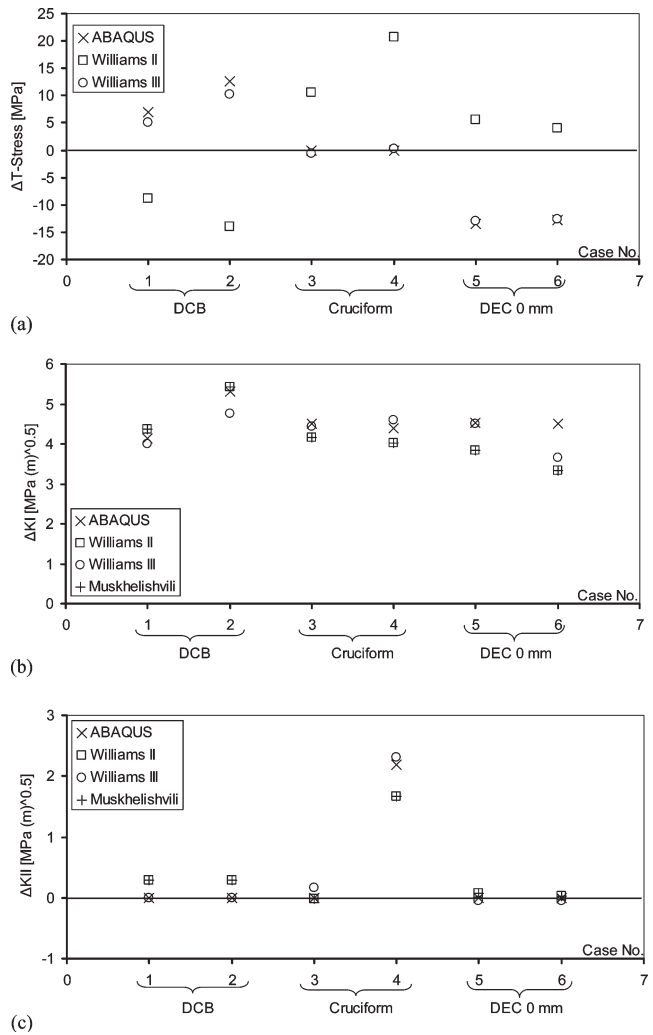 25
20
15
10
5
0
-5
-10
-15
-20
ΔT-Stress [MPa]
ABAQUS
Williams II
Williams III
Case No.
0 1 2 3 4 5 6 7
DCB Cruciform DEC 0 mm
(a)
6
5
4
3
2
1
0
ΔKI [MPa (m)^0.5]
ABAQUS
Williams II
Williams III
Muskhelishvili
Case No.
0 1 2 3 4 5 6 7
DCB Cruciform DEC 0 mm
(b)
3
2
1
0
-1
ΔKII [MPa (m)^0.5]
ABAQUS
Williams II
Williams III
Muskhelishvili
Case No.
0 1 2 3 4 5 6 7
DCB Cruciform DEC 0 mm
(c)